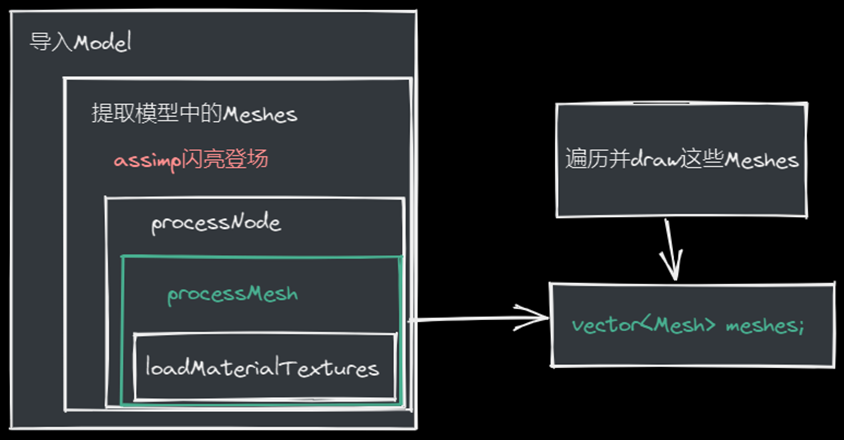 导入Model
提取模型中的Meshes
assimp闪亮登场
processNode
processMesh
loadMaterialTextures
遍历并draw这些Meshes
vector<Mesh> meshes;